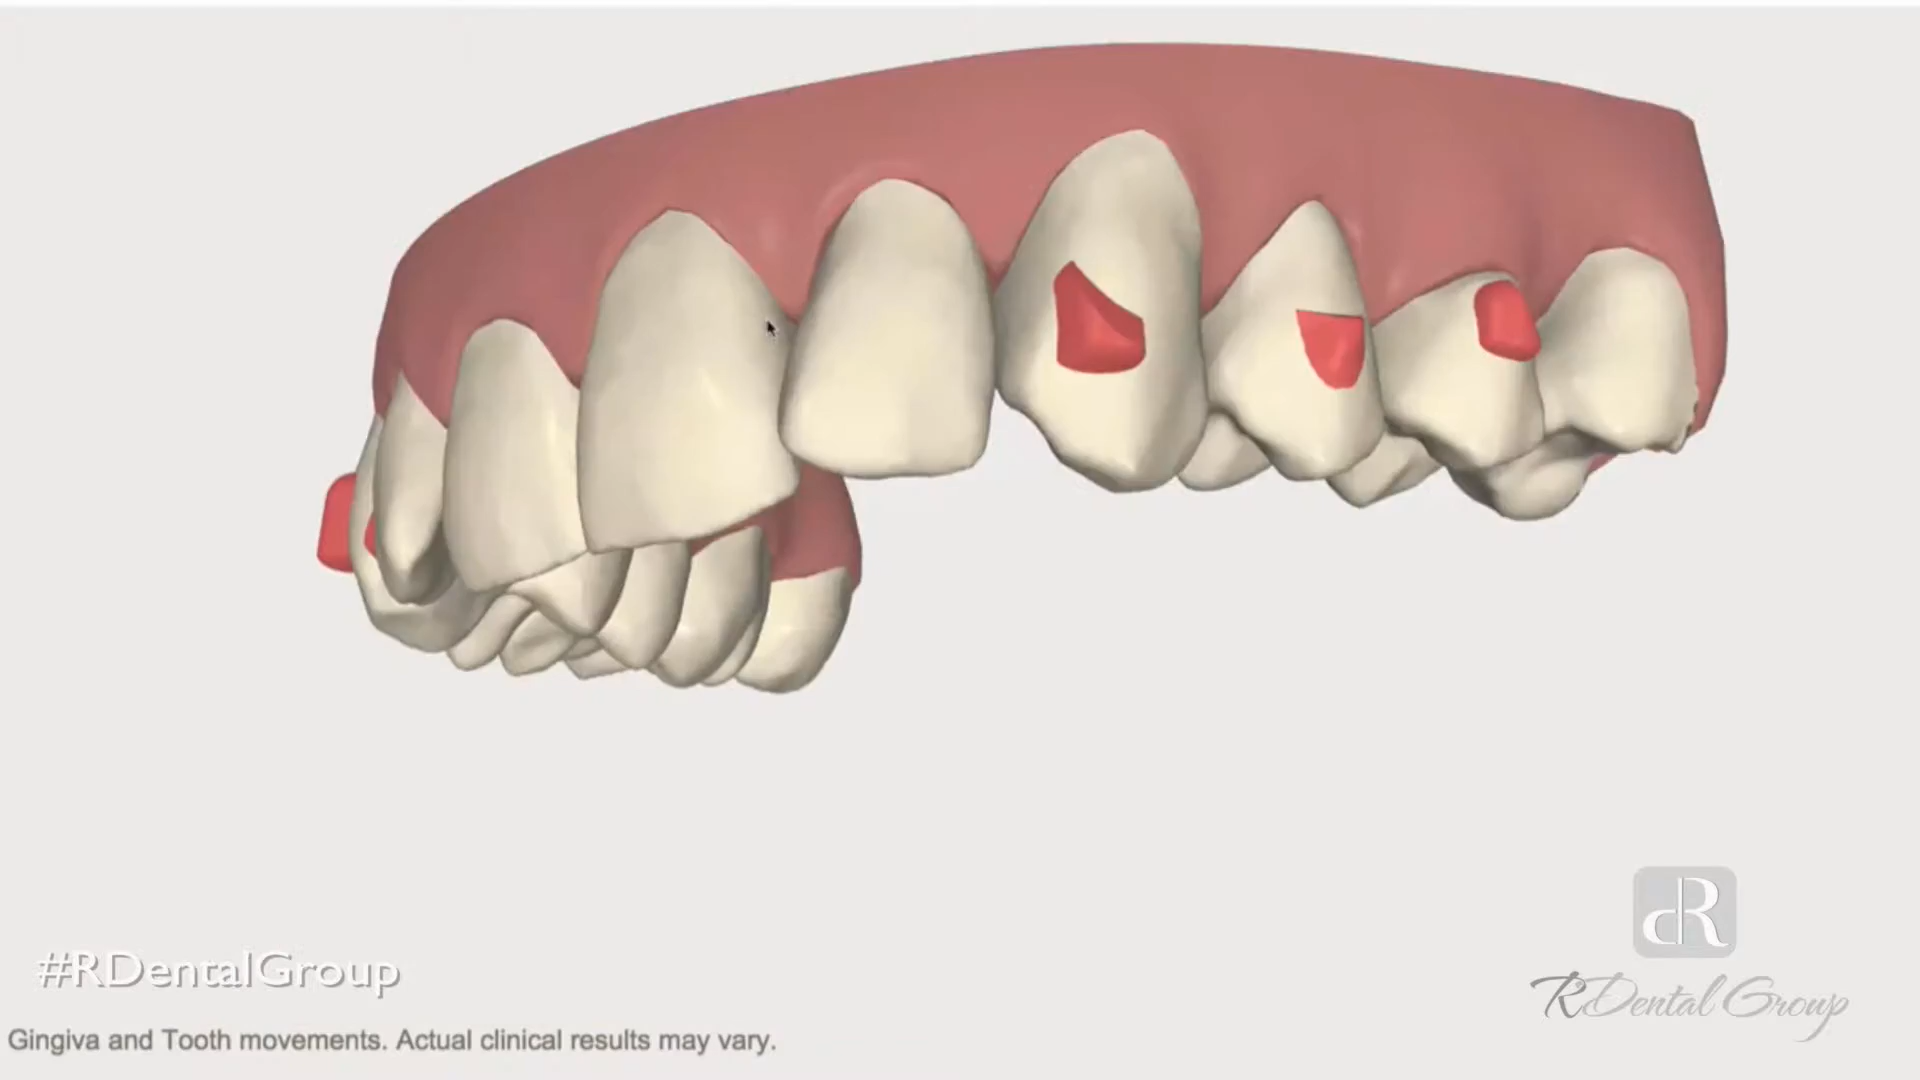 dR
#RDentalGroup
RDental Group
Gingiva and Tooth movements. Actual clinical results may vary.